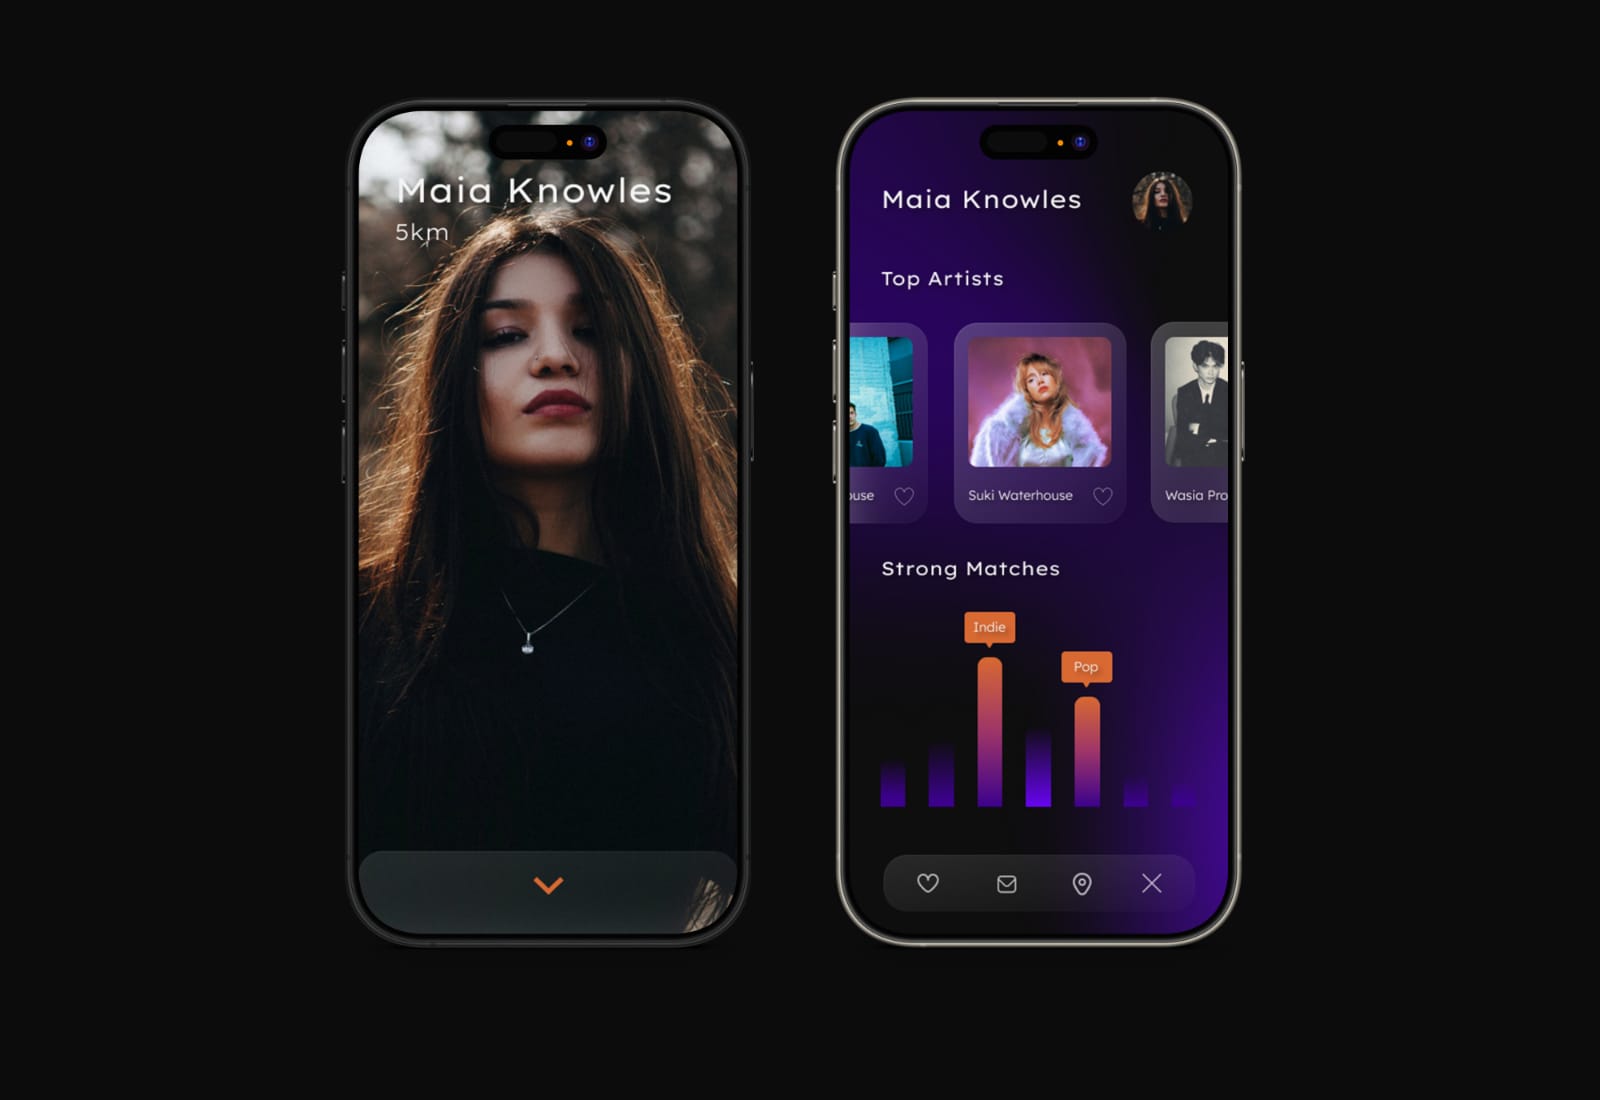 Maia Knowles
5km
Maia Knowles
Top Artists
ouse
Suki Waterhouse
Wasia Pro
Strong Matches
Indie
Pop